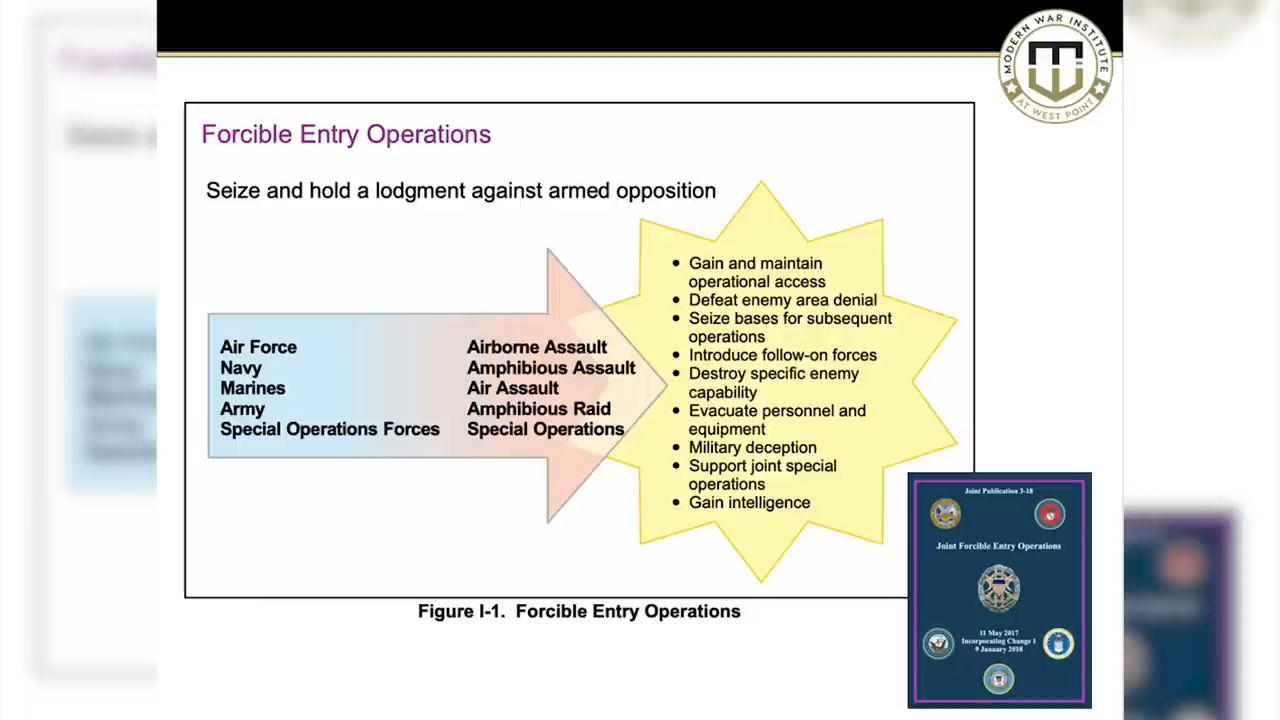 MODERN WAR INSTITUTE
AT WEST POINT
Forcible Entry Operations
Seize and hold a lodgment against armed opposition
Air Force
Navy
Marines
Army
Special Operations Forces
Airborne Assault
Amphibious Assault
Air Assault
Amphibious Raid
Special Operations
• Gain and maintain
operational access
• Defeat enemy area denial
• Seize bases for subsequent
operations
• Introduce follow-on forces
• Destroy specific enemy
capability
• Evacuate personnel and
equipment
• Military deception
• Support joint special
operations
• Gain intelligence
Figure I-1. Forcible Entry Operations
Joint Publication 3-18
Joint Forcible Entry Operations
11 May 2017
Incorporating Change 1
9 January 2018